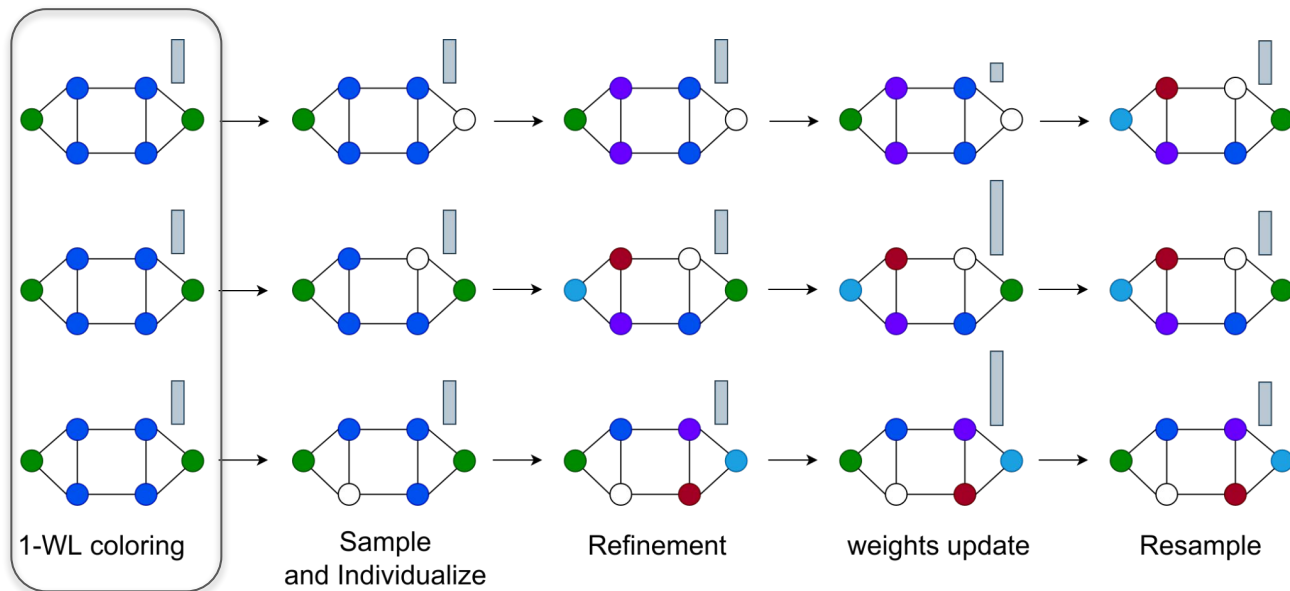 1-WL coloring
Sample
and Individualize
Refinement
weights update
Resample